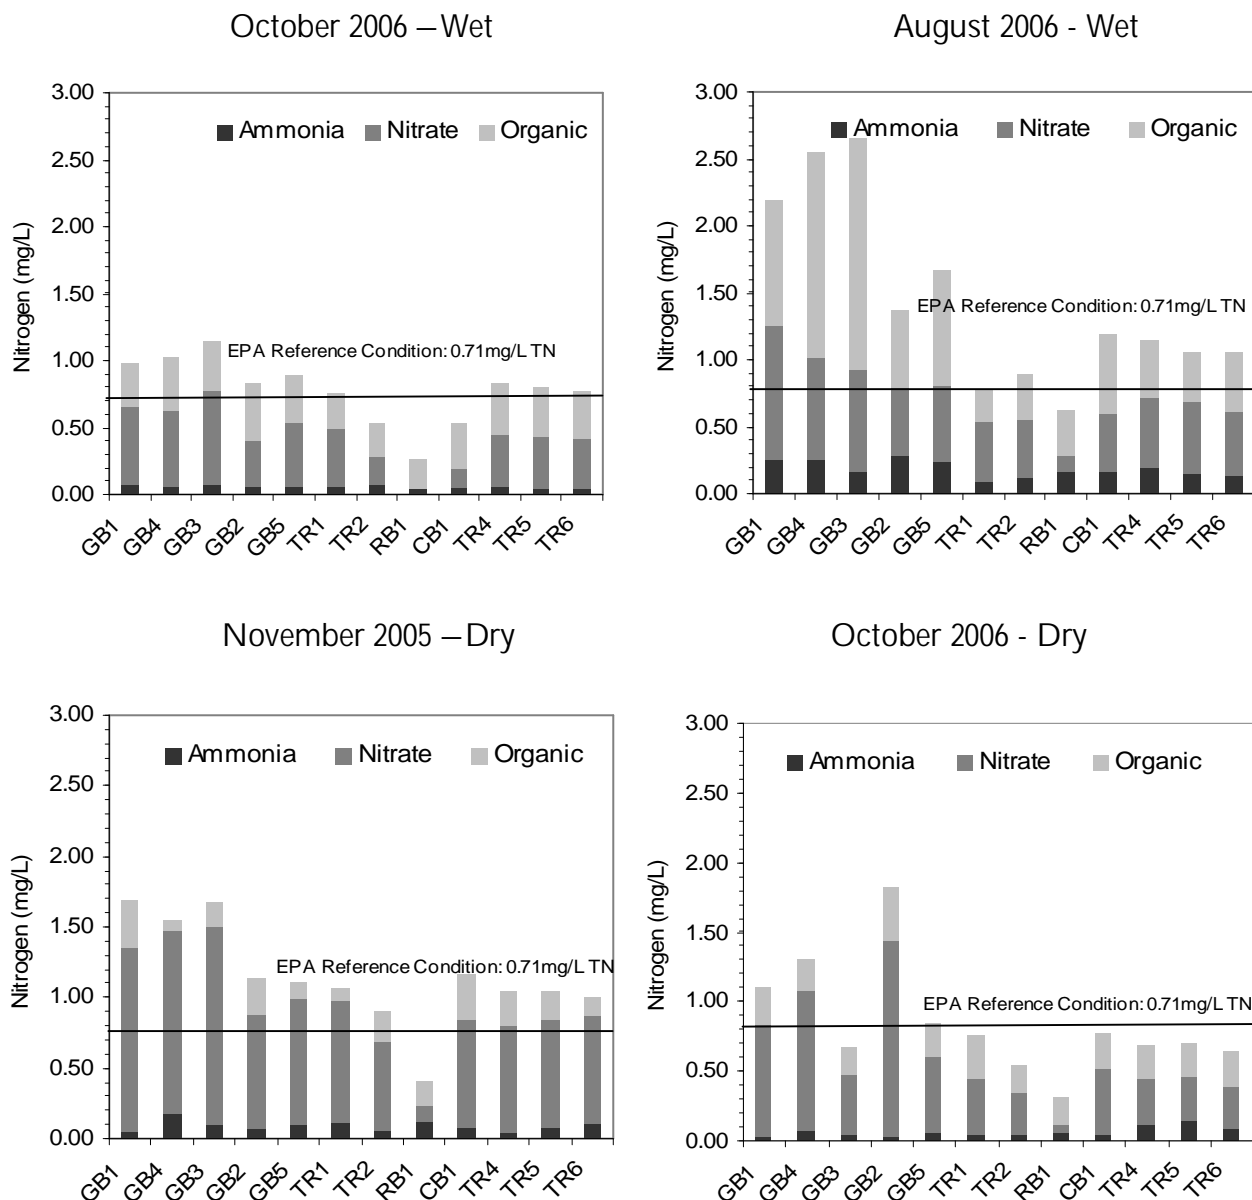 October 2006 – Wet
3.00
2.50
2.00
1.50
1.00
0.50
0.00
Nitrogen (mg/L)
Ammonia Nitrate Organic
EPA Reference Condition: 0.71mg/L TN
GB1 GB4 GB3 GB2 GB5 TR1 TR2 RB1 CB1 TR4 TR5 TR6
August 2006 - Wet
3.00
2.50
2.00
1.50
1.00
0.50
0.00
Nitrogen (mg/L)
Ammonia Nitrate Organic
EPA Reference Condition: 0.71mg/L TN
GB1 GB4 GB3 GB2 GB5 TR1 TR2 RB1 CB1 TR4 TR5 TR6
November 2005 – Dry
3.00
2.50
2.00
1.50
1.00
0.50
0.00
Nitrogen (mg/L)
Ammonia Nitrate Organic
EPA Reference Condition: 0.71mg/L TN
GB1 GB4 GB3 GB2 GB5 TR1 TR2 RB1 CB1 TR4 TR5 TR6
October 2006 - Dry
3.00
2.50
2.00
1.50
1.00
0.50
0.00
Nitrogen (mg/L)
Ammonia Nitrate Organic
EPA Reference Condition: 0.71mg/L TN
GB1 GB4 GB3 GB2 GB5 TR1 TR2 RB1 CB1 TR4 TR5 TR6